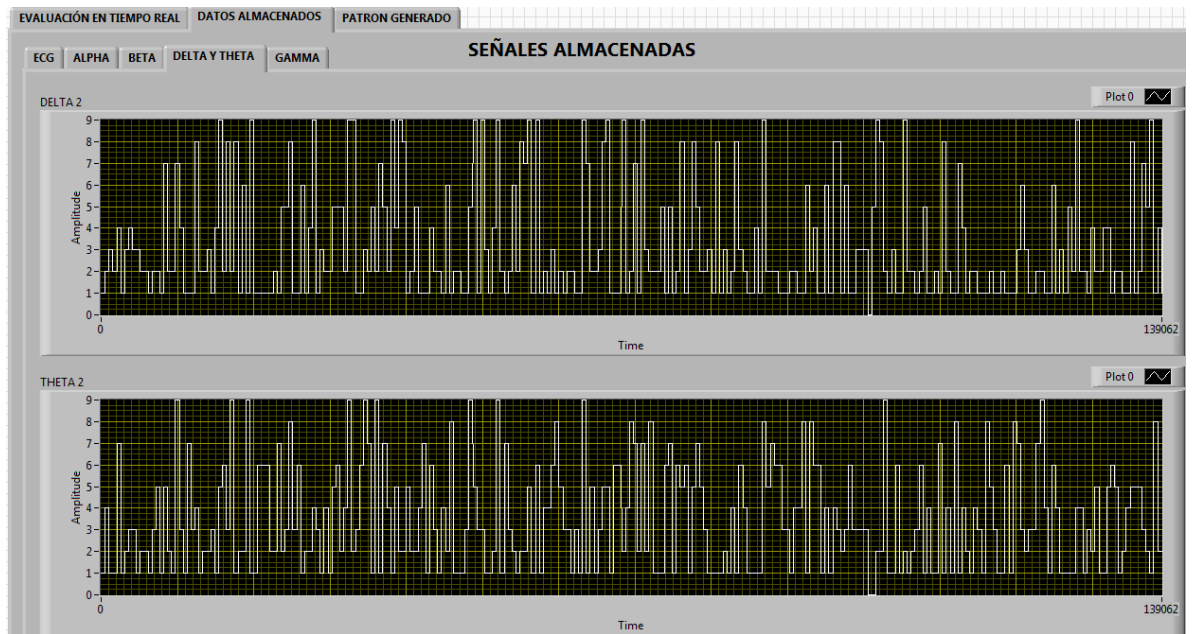 EVALUACIÓN EN TIEMPO REAL DATOS ALMACENADOS PATRON GENERADO
SEÑALES ALMACENADAS
ECG ALPHA BETA DELTA Y THETA GAMMA
DELTA 2
Plot 0
Amplitude
9
8
7
6
5
4
3
2
1
0
0 139062
Time
THETA 2
Plot 0
Amplitude
9
8
7
6
5
4
3
2
1
0
0 139062
Time